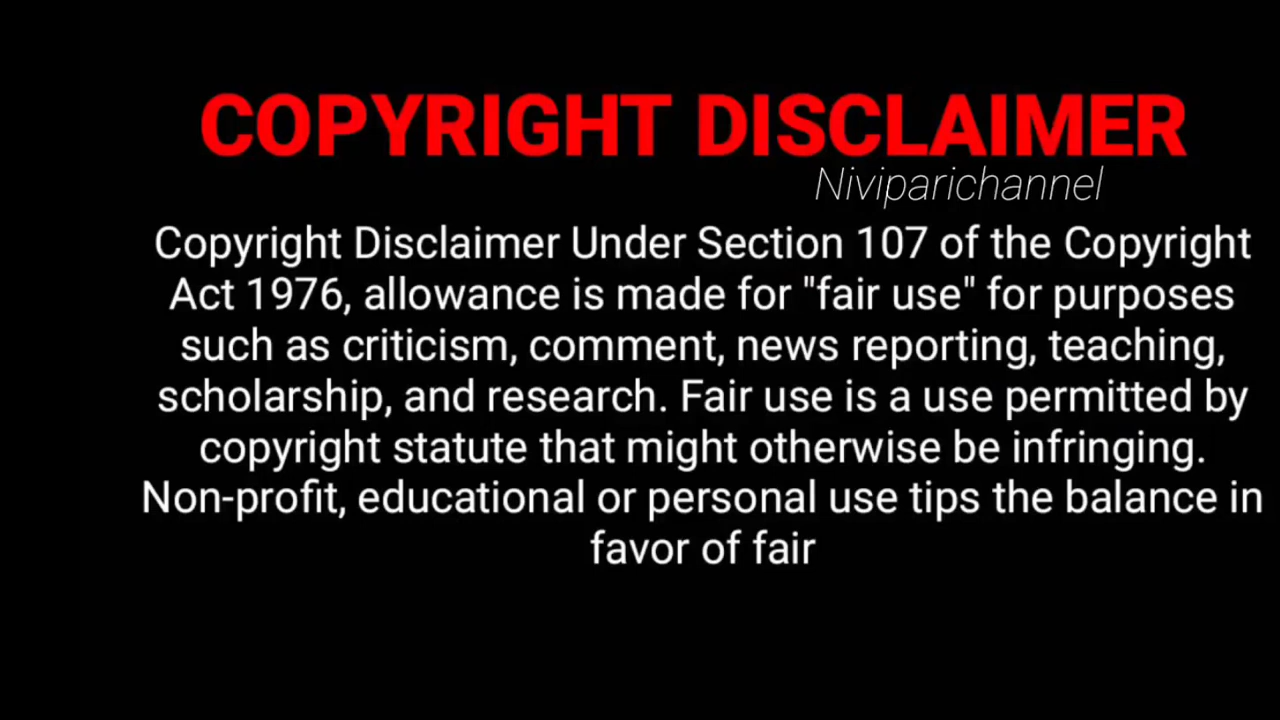 COPYRIGHT DISCLAIMER
Niviparichannel
Copyright Disclaimer Under Section 107 of the Copyright
Act 1976, allowance is made for "fair use" for purposes
such as criticism, comment, news reporting, teaching,
scholarship, and research. Fair use is a use permitted by
copyright statute that might otherwise be infringing.
Non-profit, educational or personal use tips the balance in
favor of fair